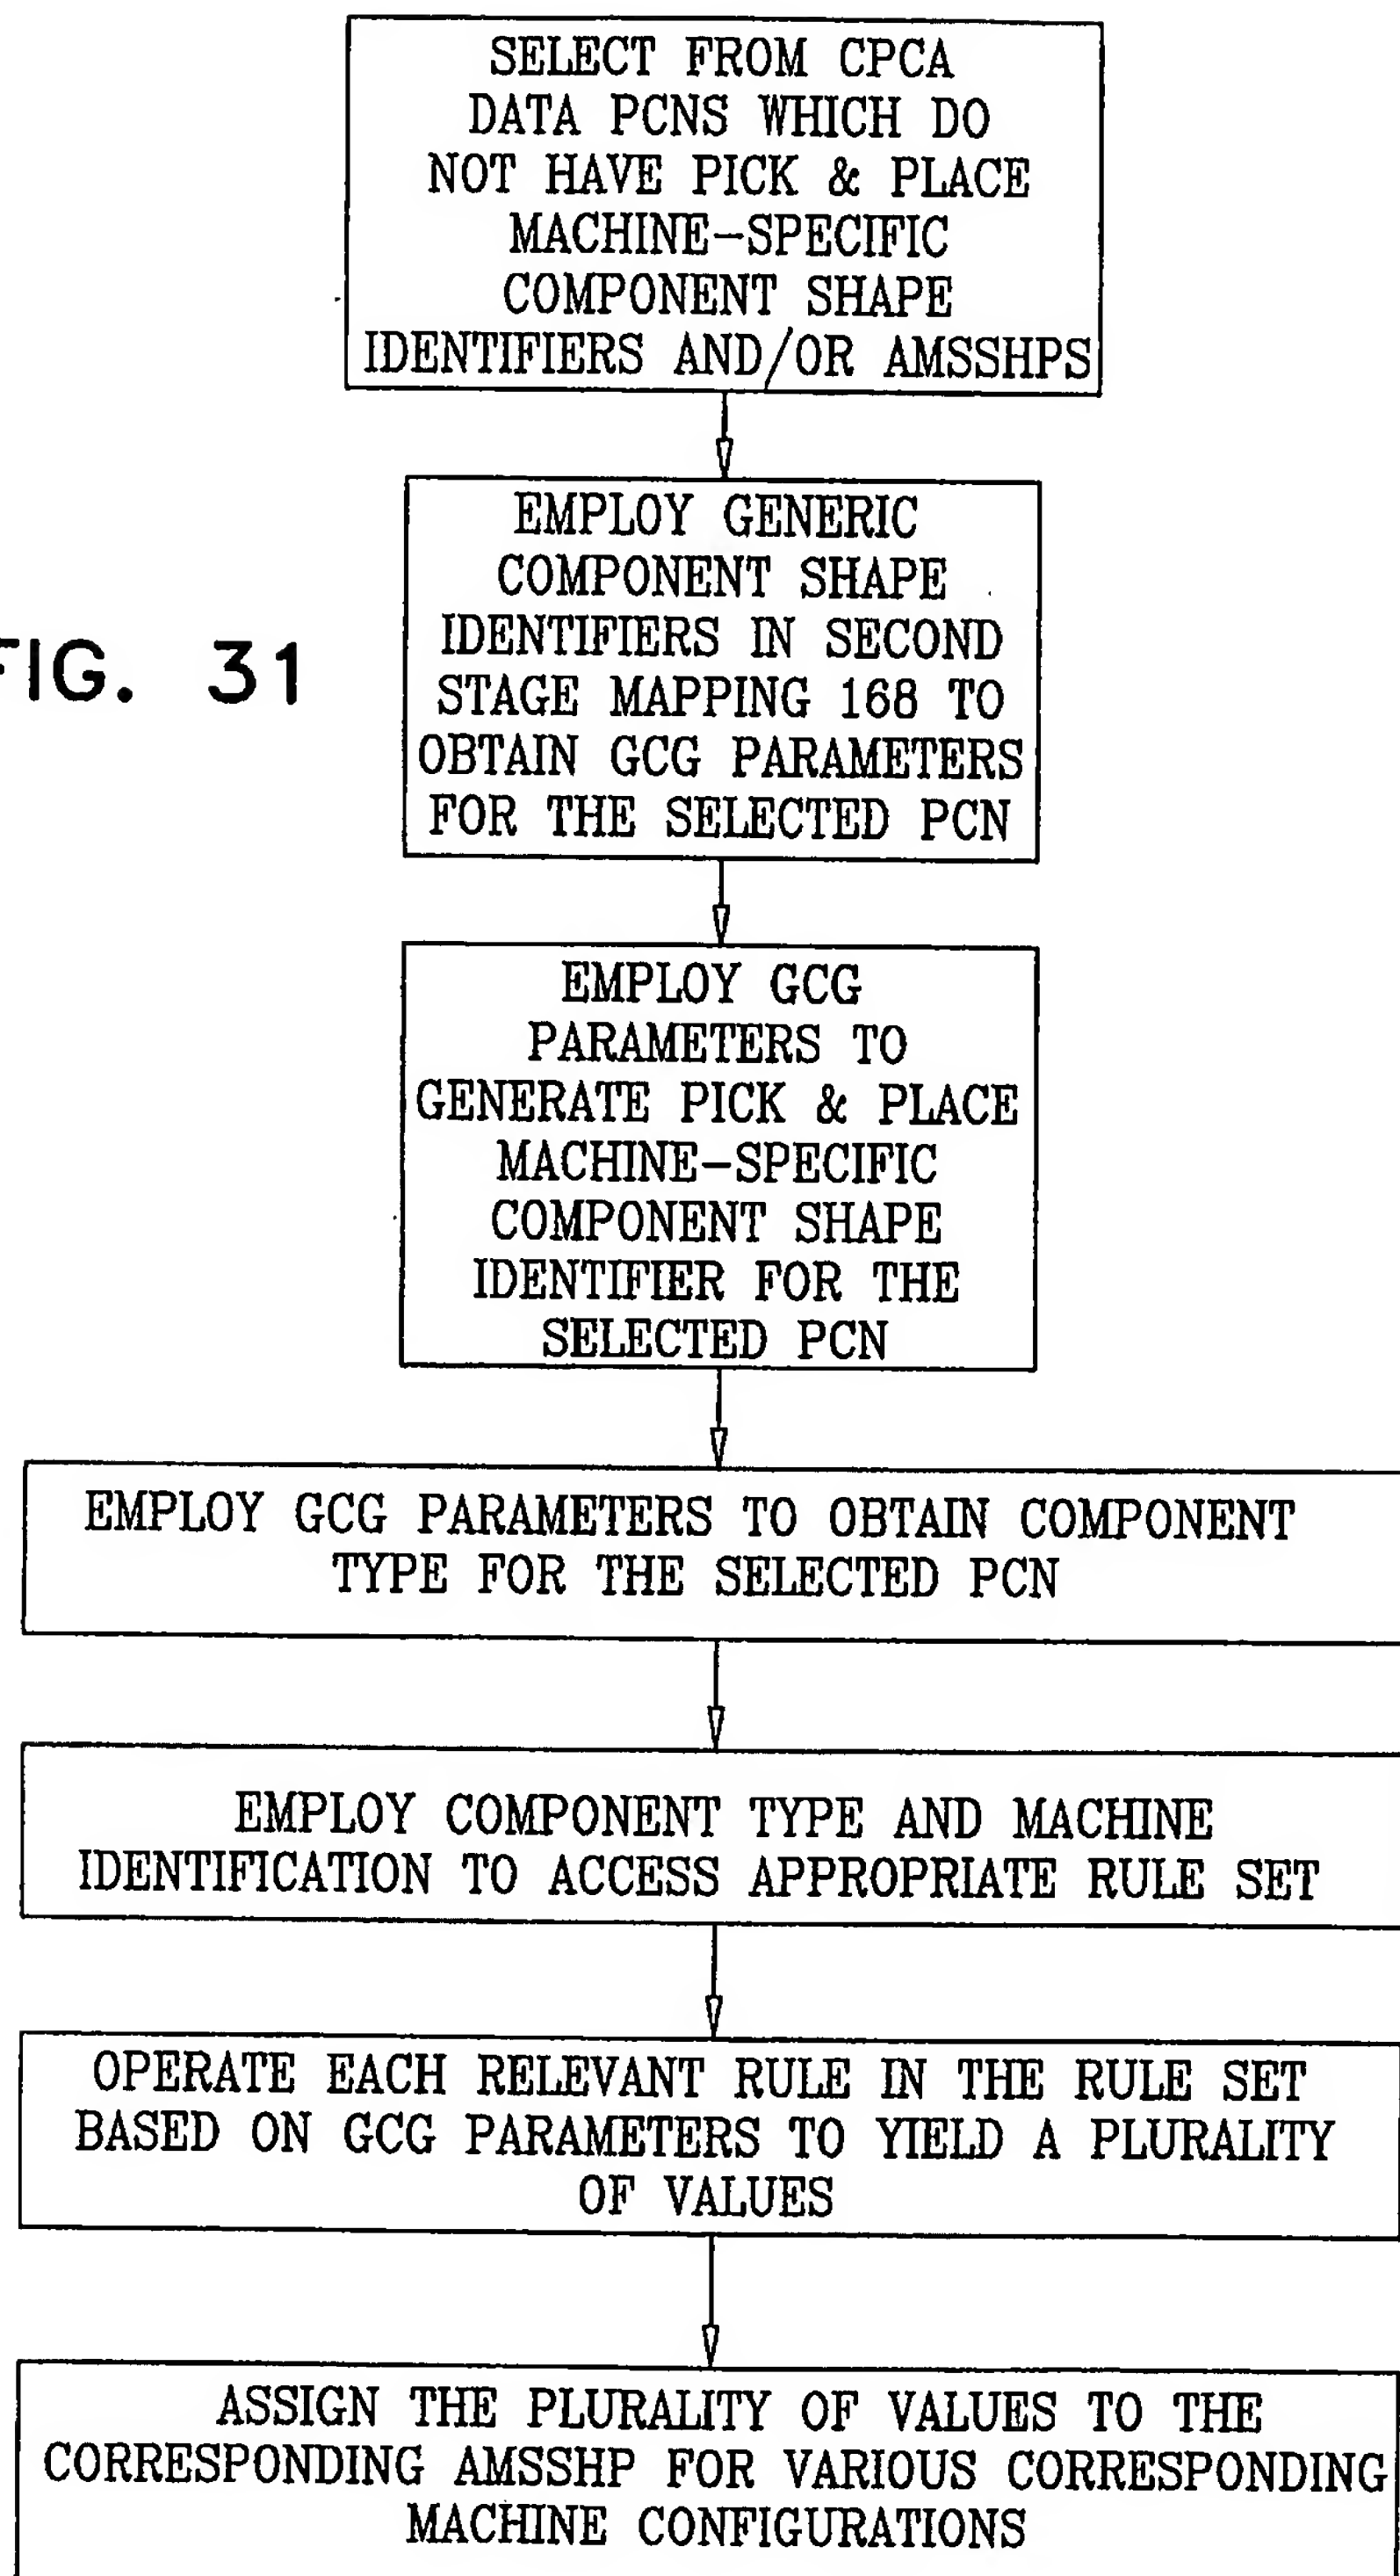 SELECT FROM CPCA
DATA PCNS WHICH DO
NOT HAVE PICK & PLACE
MACHINE-SPECIFIC
COMPONENT SHAPE
IDENTIFIERS AND/OR AMSSHPS
EMPLOY GENERIC
COMPONENT SHAPE
IDENTIFIERS IN SECOND
STAGE MAPPING 168 TO
OBTAIN GCG PARAMETERS
FOR THE SELECTED PCN
FIG. 31
EMPLOY GCG
PARAMETERS TO
GENERATE PICK & PLACE
MACHINE-SPECIFIC
COMPONENT SHAPE
IDENTIFIER FOR THE
SELECTED PCN
EMPLOY GCG PARAMETERS TO OBTAIN COMPONENT
TYPE FOR THE SELECTED PCN
EMPLOY COMPONENT TYPE AND MACHINE
IDENTIFICATION TO ACCESS APPROPRIATE RULE SET
OPERATE EACH RELEVANT RULE IN THE RULE SET
BASED ON GCG PARAMETERS TO YIELD A PLURALITY
OF VALUES
ASSIGN THE PLURALITY OF VALUES TO THE
CORRESPONDING AMSSHP FOR VARIOUS CORRESPONDING
MACHINE CONFIGURATIONS